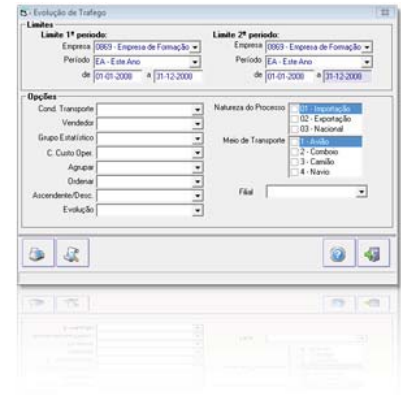 - Evolução de Trafego
Limites
Limite 1º periodo:
Empresa 0869 - Empresa de Formação
Período EA - Este Ano
de 01-01-2008 a 31-12-2008
Limite 2º periodo:
Empresa 0869 - Empresa de Formação
Período EA - Este Ano
de 01-01-2008 a 31-12-2008
Opções
Cond. Transporte
Vendedor
Grupo Estatístico
C. Custo Oper.
Agrupar
Ordenar
Ascendente/Desc.
Evolução
Natureza do Processo 01 - Importação
02 - Exportação
03 - Nacional
Meio de Transporte 1 - Avião
2 - Comboio
3 - Camião
4 - Navio
Filial